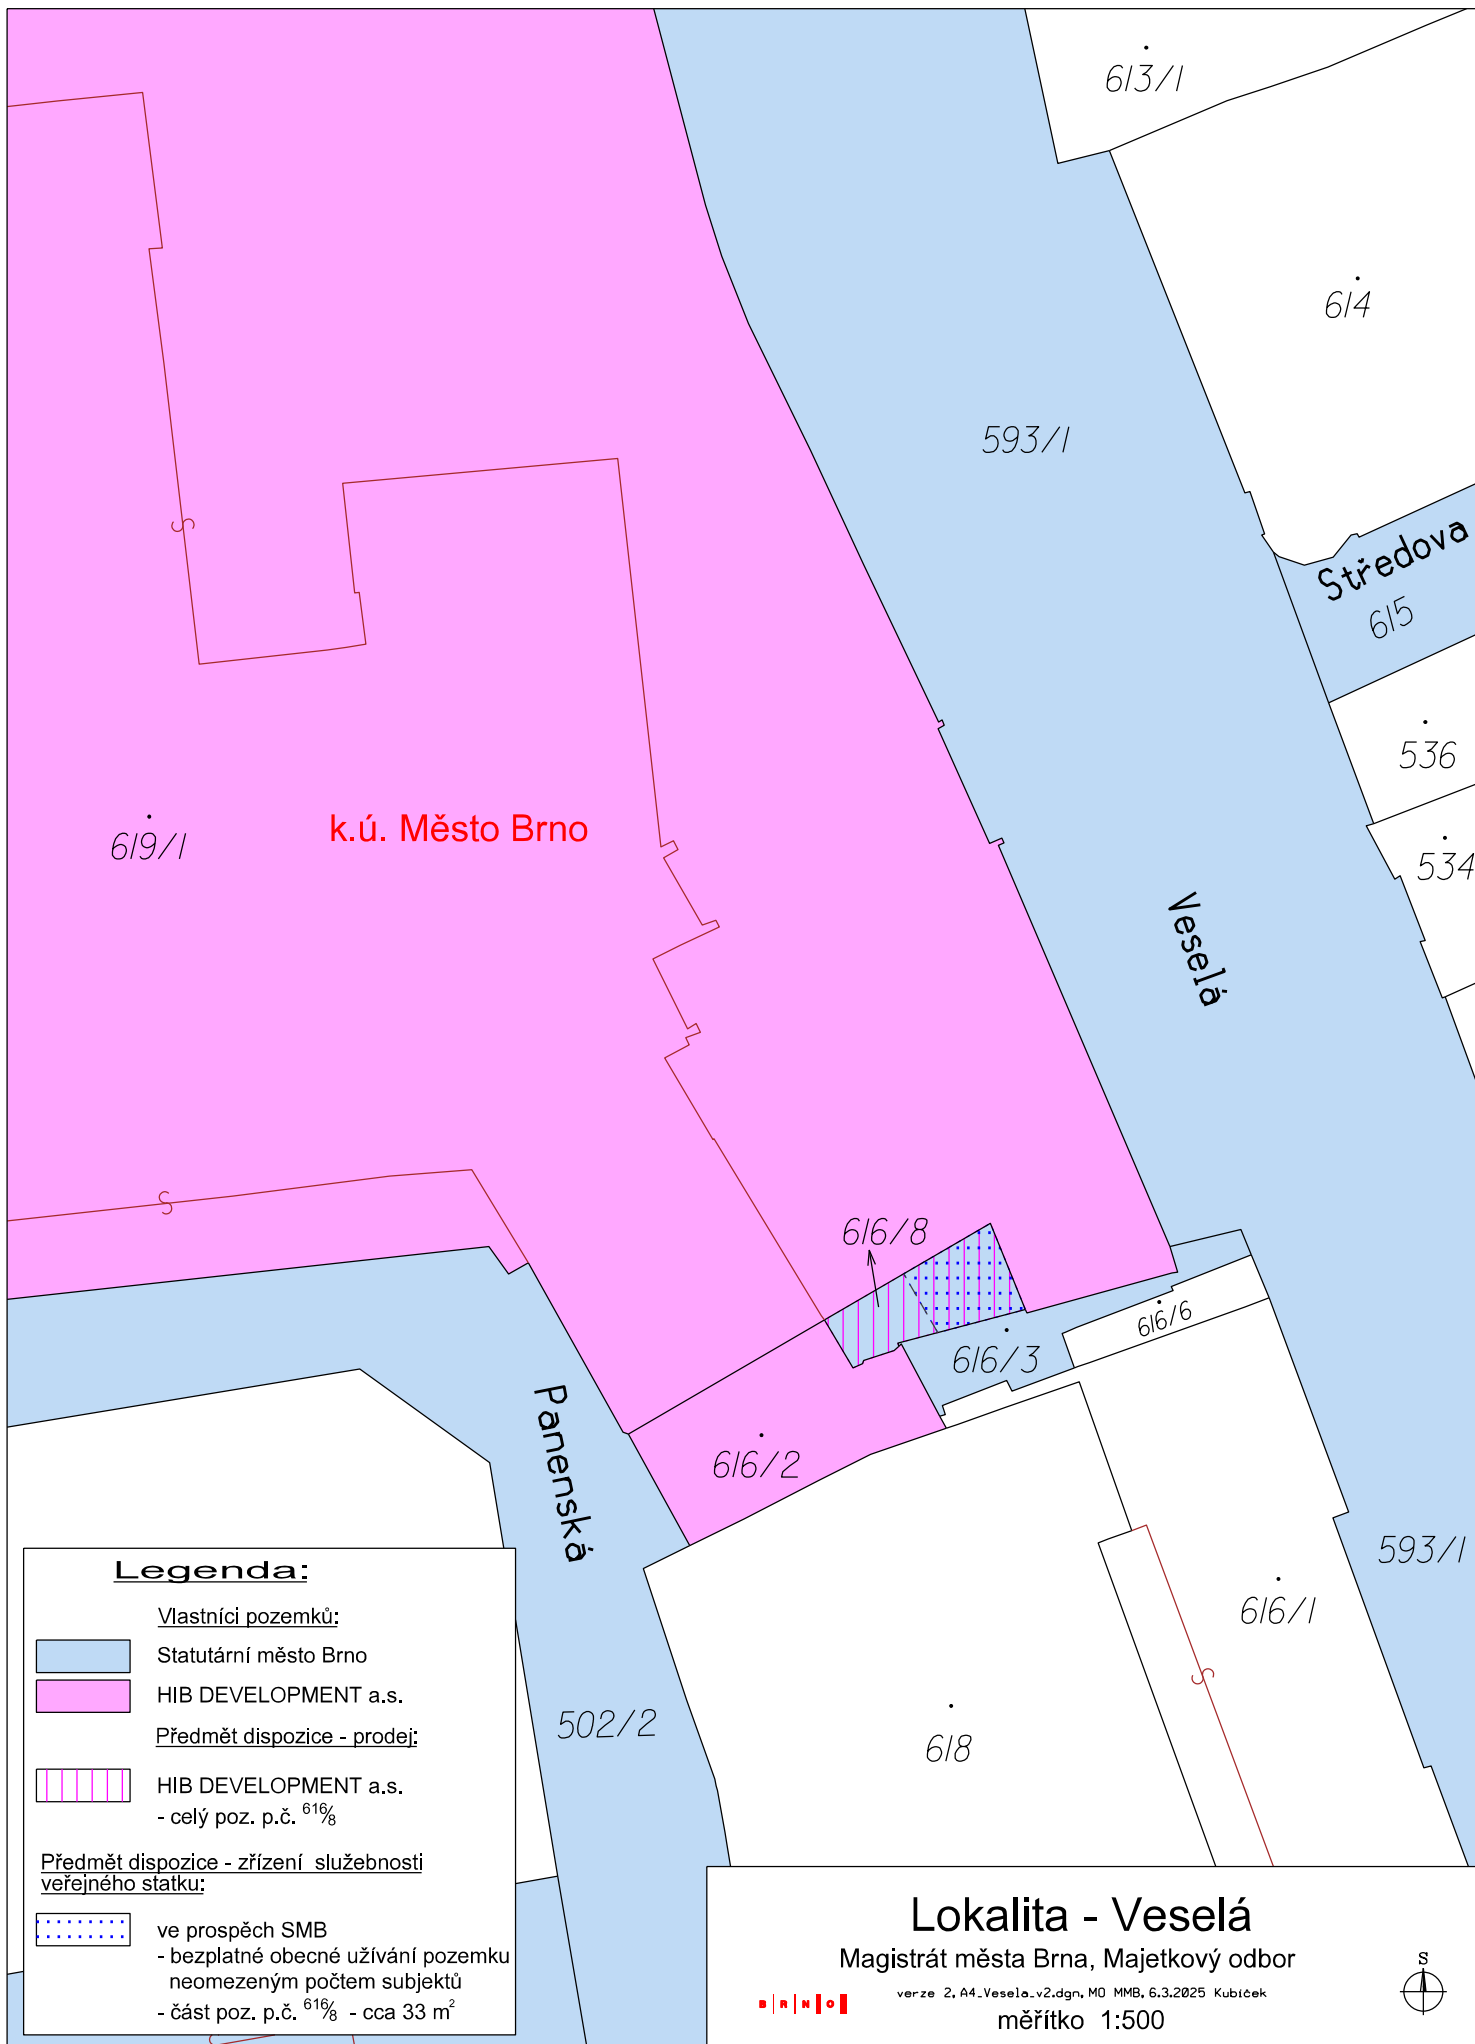 613/1
614
593/1
Středova
615
536
534
619/1
k.ú. Město Brno
S
Veselá
S
616/8
616/6
616/3
616/2
Panenská
593/1
616/1
S
618
502/2
Legenda:
Vlastníci pozemků:
Statutární město Brno
HIB DEVELOPMENT a.s.
Předmět dispozice - prodej:
HIB DEVELOPMENT a.s.
- celý poz. p.č. 616/8
Předmět dispozice - zřízení služebnosti
veřejného statku:
ve prospěch SMB
- bezplatné obecné užívání pozemku
neomezeným počtem subjektů
- část poz. p.č. 616/8 - cca 33 m²
Lokalita - Veselá
Magistrát města Brna, Majetkový odbor
BRNO
verze 2, A4_Vesela_v2.dgn, MO MMB, 6.3.2025 Kubíček
měřítko 1:500
S